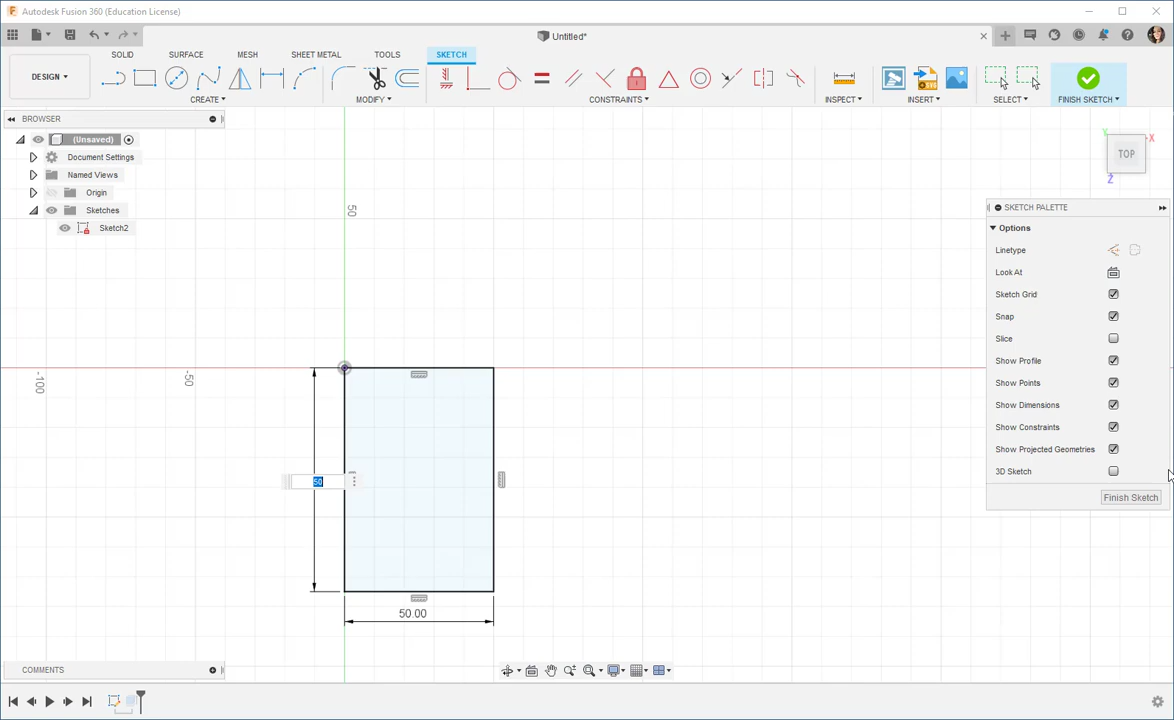 Autodesk Fusion 360 (Education License)
Untitled*
SOLID SURFACE MESH SHEET METAL TOOLS SKETCH
DESIGN
CREATE MODIFY CONSTRAINTS INSPECT INSERT SELECT FINISH SKETCH
BROWSER
(Unsaved)
Document Settings
Named Views
Origin
Sketches
Sketch2
Y
X
TOP
Z
50
-100
-50
SKETCH PALETTE
Options
Linetype
Look At
Sketch Grid
Snap
Slice
Show Profile
Show Points
Show Dimensions
Show Constraints
Show Projected Geometries
3D Sketch
Finish Sketch
50
50.00
COMMENTS